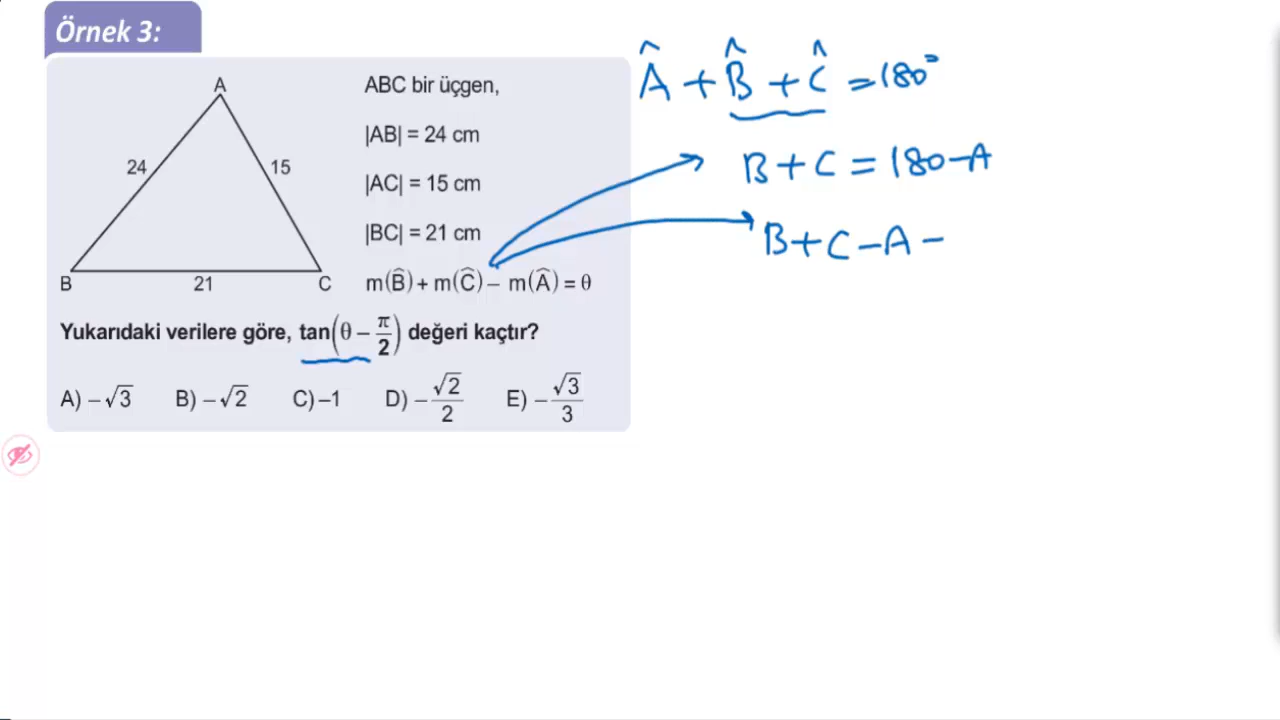 Örnek 3:
A
24
15
B
21
C
ABC bir üçgen,
|AB| = 24 cm
|AC| = 15 cm
|BC| = 21 cm
m(B̂) + m(Ĉ) – m(Â) = θ
Yukarıdaki verilere göre, tan(θ – π/2) değeri kaçtır?
A) –√3 B) –√2 C) –1 D) –√2/2 E) –√3/3
Â + B̂ + Ĉ = 180°
B + C = 180 – A
B + C – A –